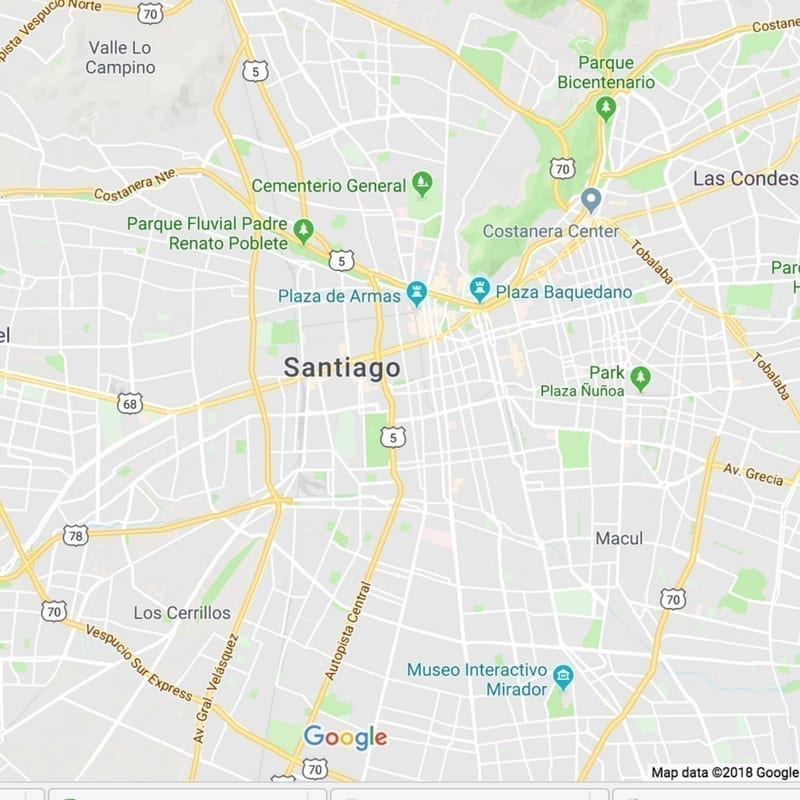 pista Vespucio Norte
70
Costane
Valle Lo
Campino
5
Parque
Bicentenario
70
Costanera Nte.
Cementerio General
Las Condes
Parque Fluvial Padre
Renato Poblete
Costanera Center
5
Tobalaba
Plaza de Armas
Plaza Baquedano
Par
H
el
Santiago
Park
Plaza Ñuñoa
Tobalaba
68
5
Av. Grecia
78
Macul
70
70
Los Cerrillos
Vespucio Sur Express
Av. Gral. Velásquez
Autopista Central
Museo Interactivo
Mirador
Google
70
Map data ©2018 Google